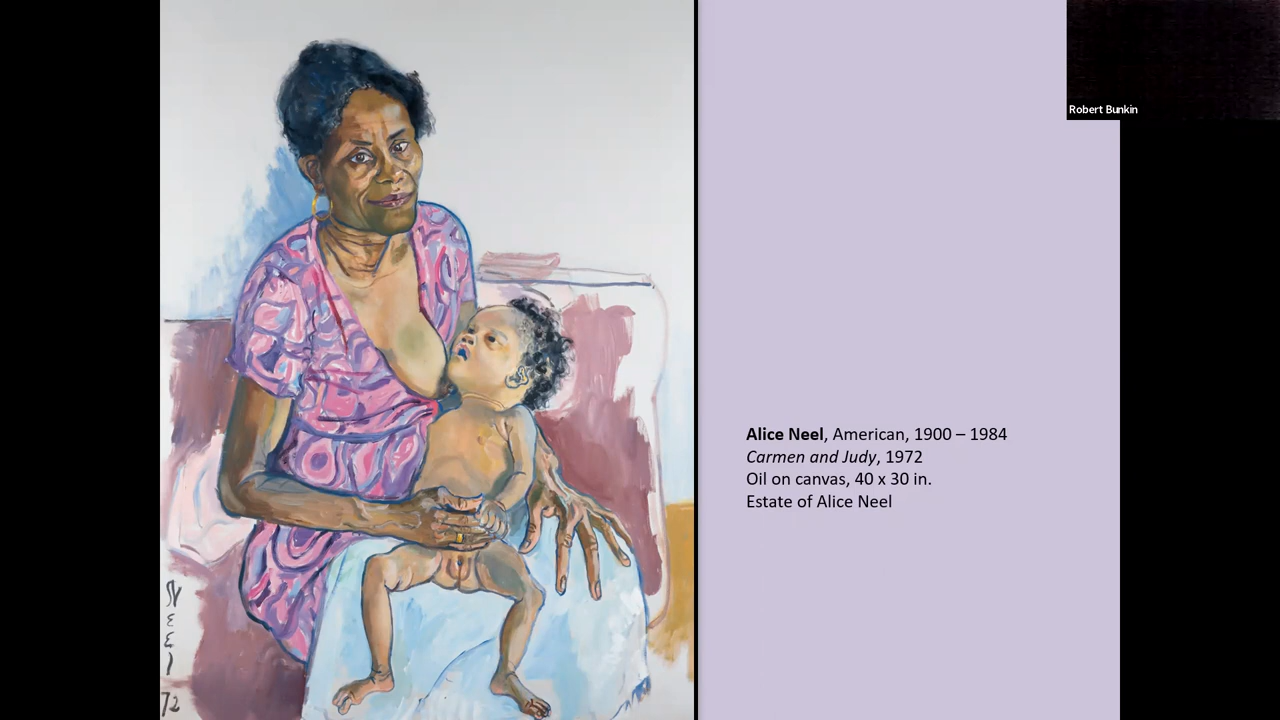 Robert Bunkin
Alice Neel, American, 1900 – 1984
Carmen and Judy, 1972
Oil on canvas, 40 x 30 in.
Estate of Alice Neel
N
e
e
l
72